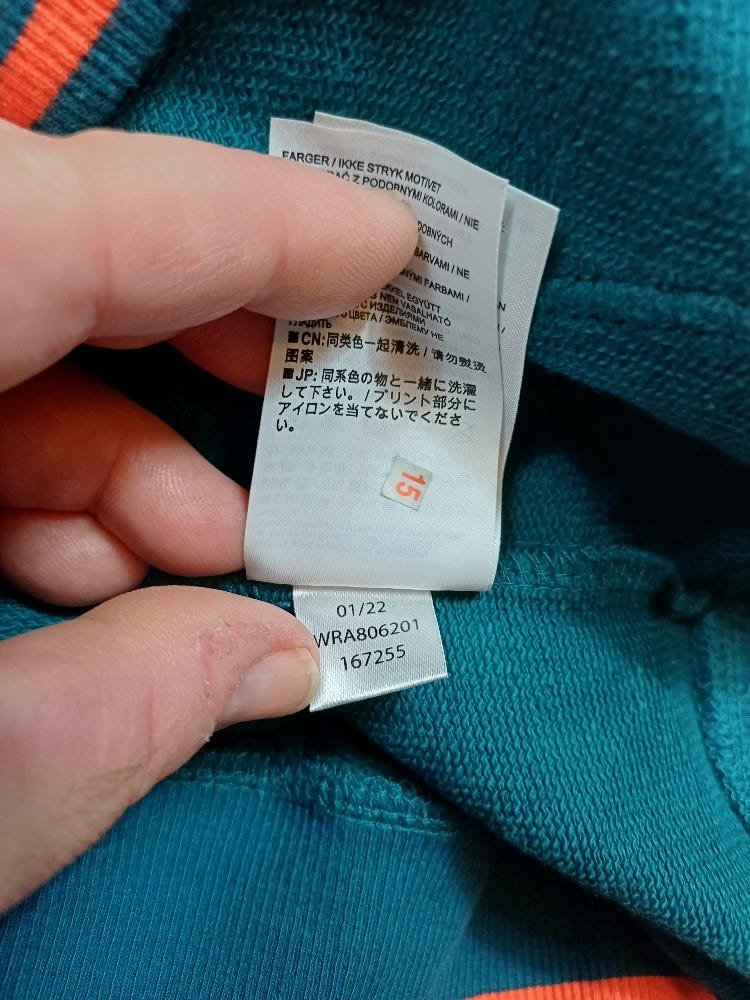 FARGER / IKKE STRYK MOTIVET
Z PODOBNYMI KOLORAMI / NIE
BARVAMI / NE
FARBAMI /
EGYÜTT
NEM VASALHATÓ
С ИЗДЕЛИЯМИ
ЦВЕТА / ЭМБЛЕМУ НЕ
ГЛАДИТЬ
■CN:同类色一起清洗 / 请勿熨烫
图案
■JP: 同系色の物と一緒に洗濯
して下さい。 / プリント部分に
アイロンを当てないでくださ
い。
15
01/22
WRA806201
167255